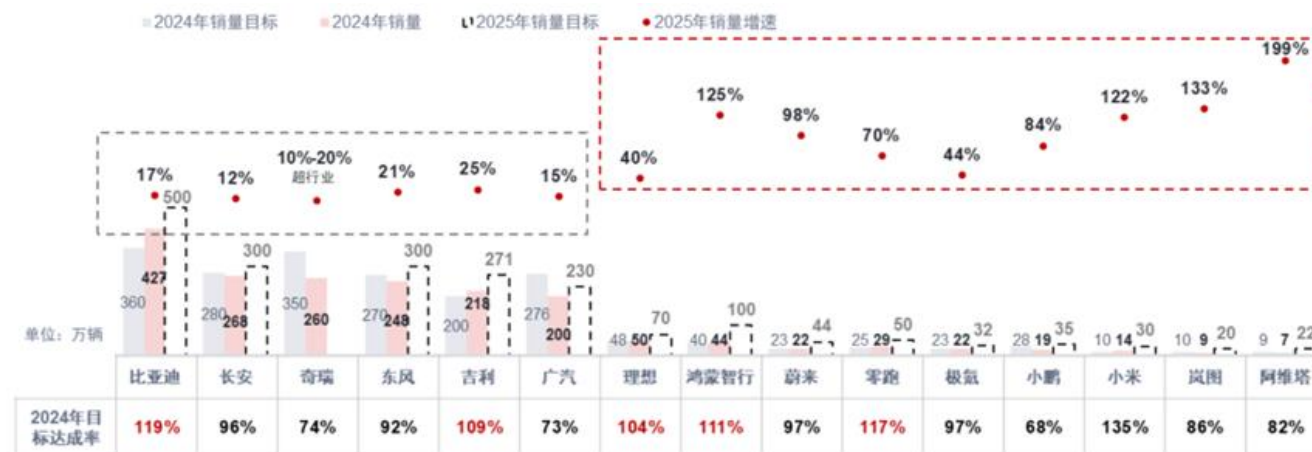 2024年销量目标 2024年销量 2025年销量目标 2025年销量增速
199%
125% 98% 70% 44% 84% 122% 133%
40%
17% 12% 10%-20% 21% 25% 15%
超行业
500 300 300 271 230
360 427 280 268 350 260 270 248 200 218 276 200
48 50 70 40 44 100 23 22 44 25 29 50 23 22 32 28 19 35 10 14 30 10 9 20 9 7 22
单位：万辆
比亚迪 长安 奇瑞 东风 吉利 广汽 理想 鸿蒙智行 蔚来 零跑 极氪 小鹏 小米 岚图 阿维塔
2024年目
标达成率 119% 96% 74% 92% 109% 73% 104% 111% 97% 117% 97% 68% 135% 86% 82%